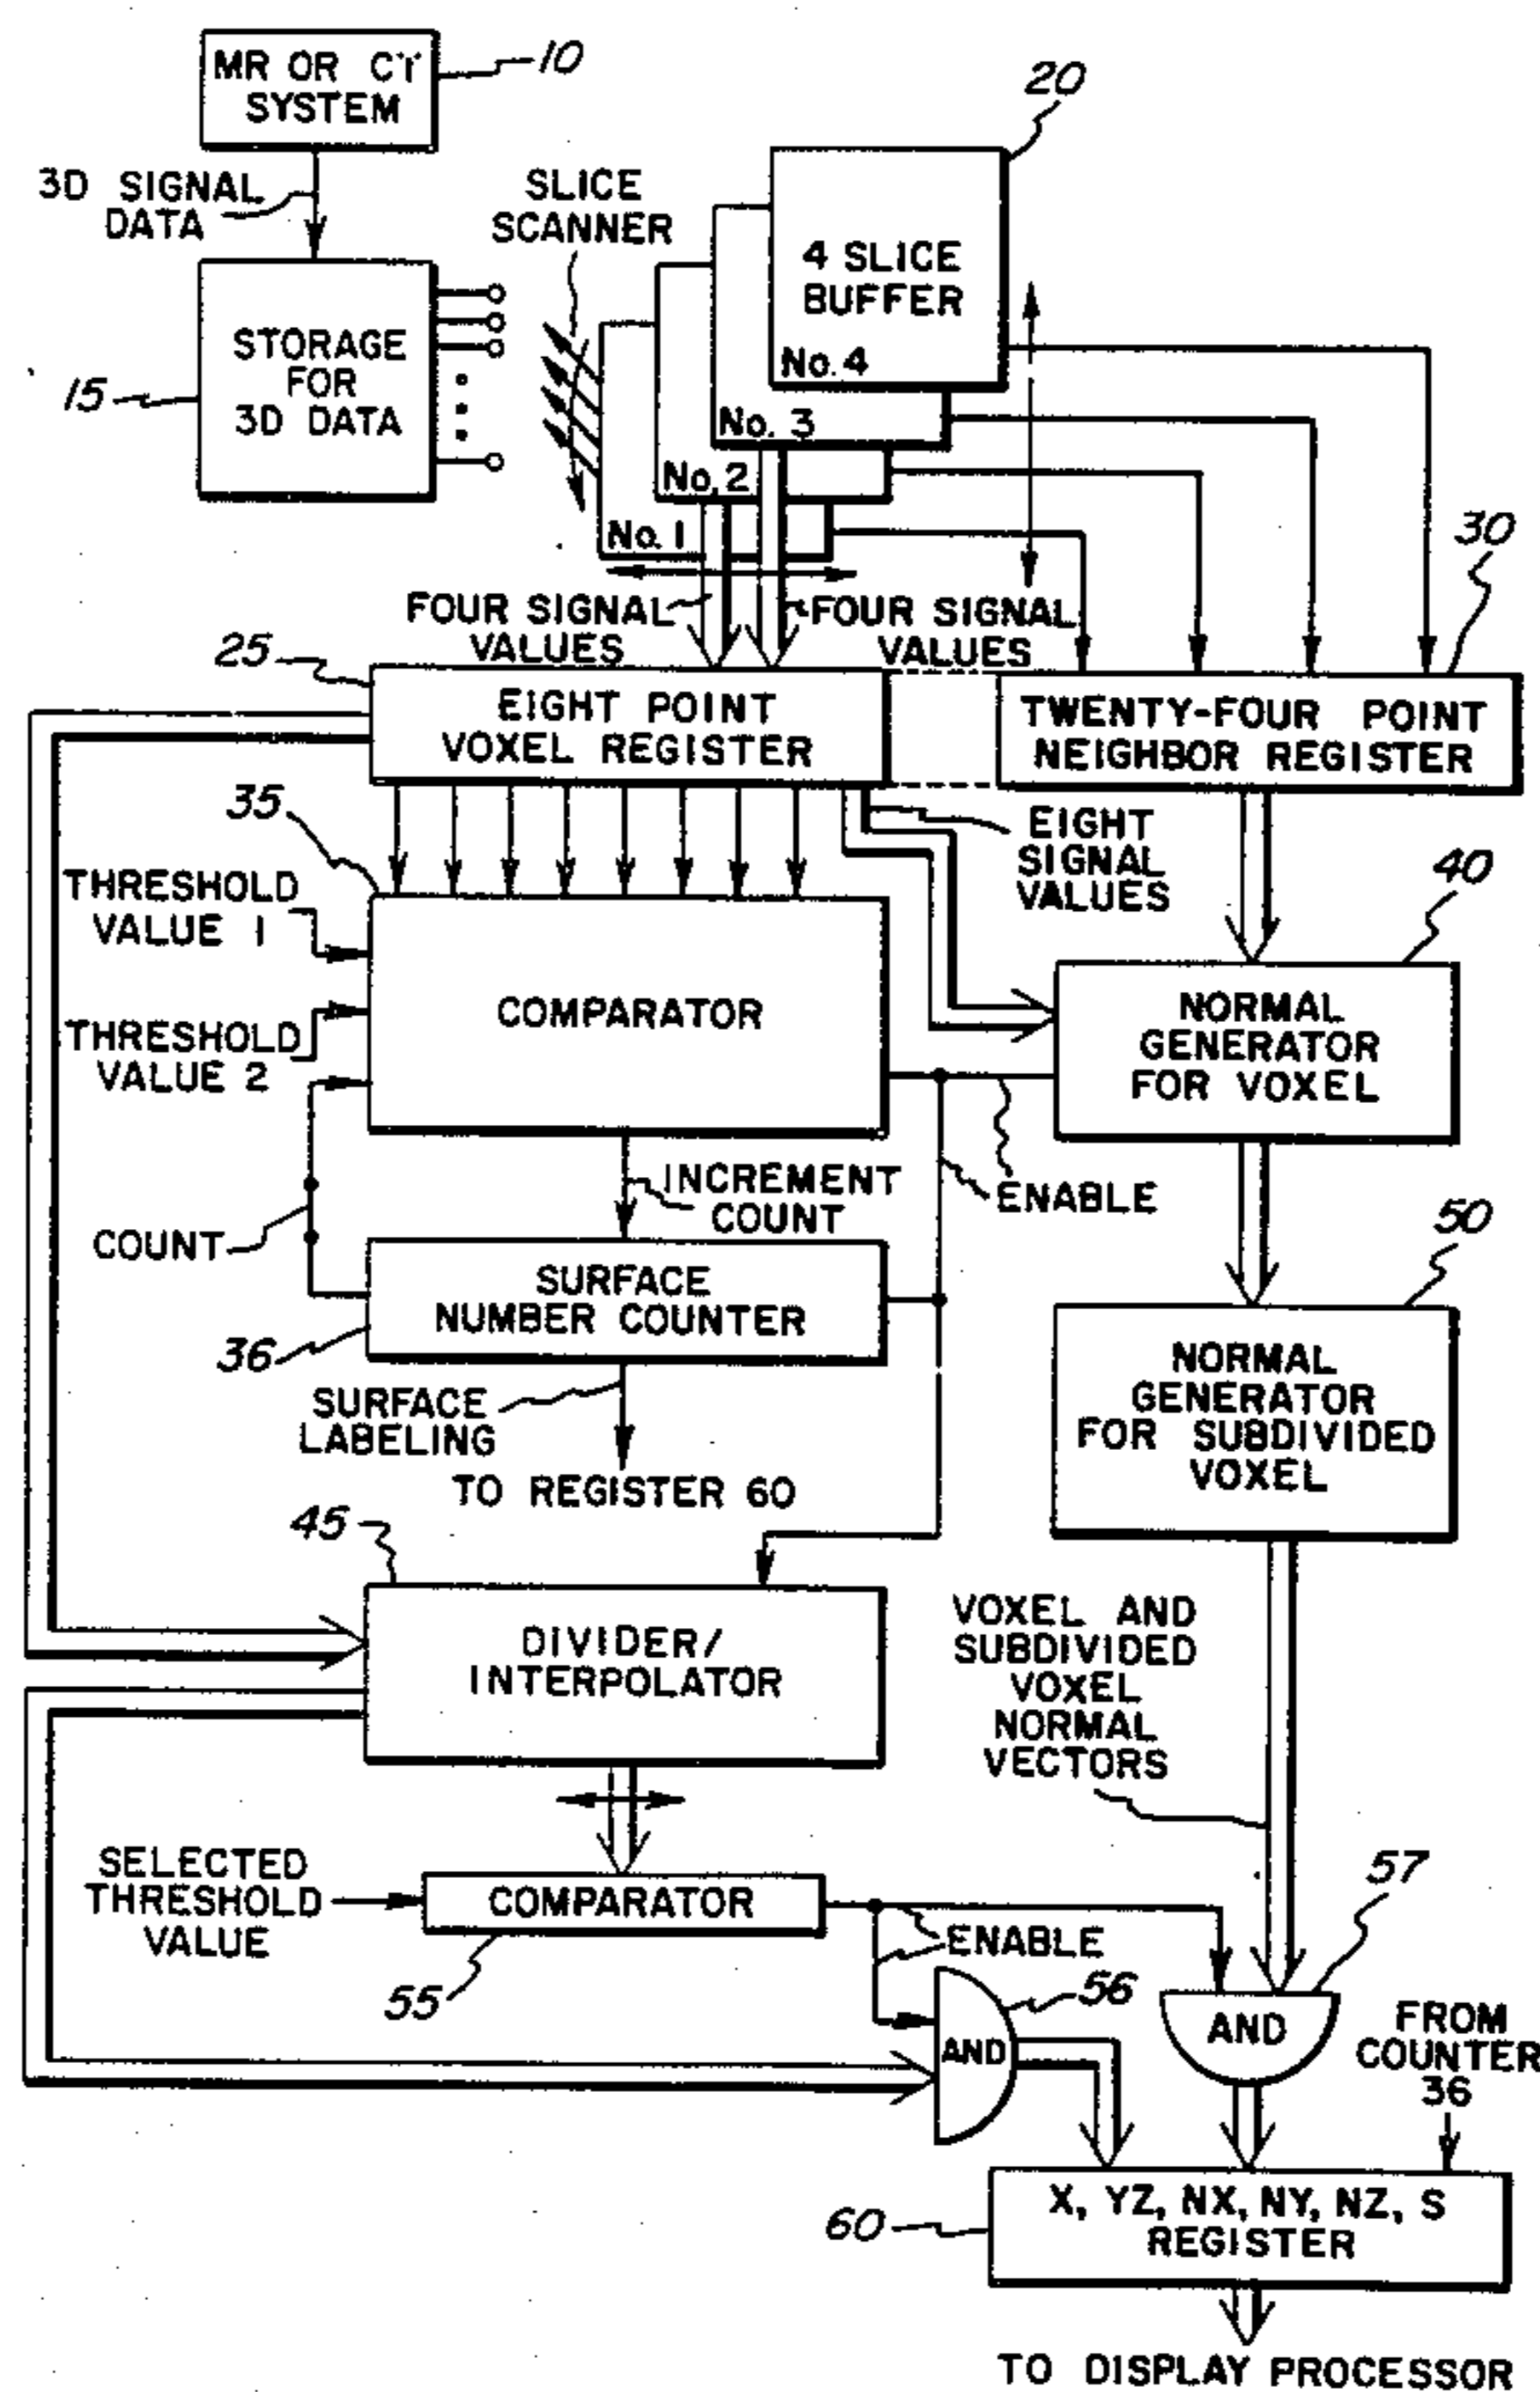 MR OR CT
SYSTEM
10
3D SIGNAL
DATA
STORAGE
FOR
3D DATA
15
SLICE
SCANNER
20
4 SLICE
BUFFER
No. 4
No. 3
No. 2
No. 1
FOUR SIGNAL
VALUES
FOUR SIGNAL
VALUES
25
EIGHT POINT
VOXEL REGISTER
30
TWENTY-FOUR POINT
NEIGHBOR REGISTER
35
EIGHT
SIGNAL
VALUES
THRESHOLD
VALUE 1
THRESHOLD
VALUE 2
COMPARATOR
40
NORMAL
GENERATOR
FOR VOXEL
INCREMENT
COUNT
ENABLE
COUNT
SURFACE
NUMBER COUNTER
36
SURFACE
LABELING
TO REGISTER 60
50
NORMAL
GENERATOR
FOR SUBDIVIDED
VOXEL
45
DIVIDER/
INTERPOLATOR
VOXEL AND
SUBDIVIDED
VOXEL
NORMAL
VECTORS
SELECTED
THRESHOLD
VALUE
COMPARATOR
55
ENABLE
56
AND
57
AND
FROM
COUNTER
36
60
X, YZ, NX, NY, NZ, S
REGISTER
TO DISPLAY PROCESSOR